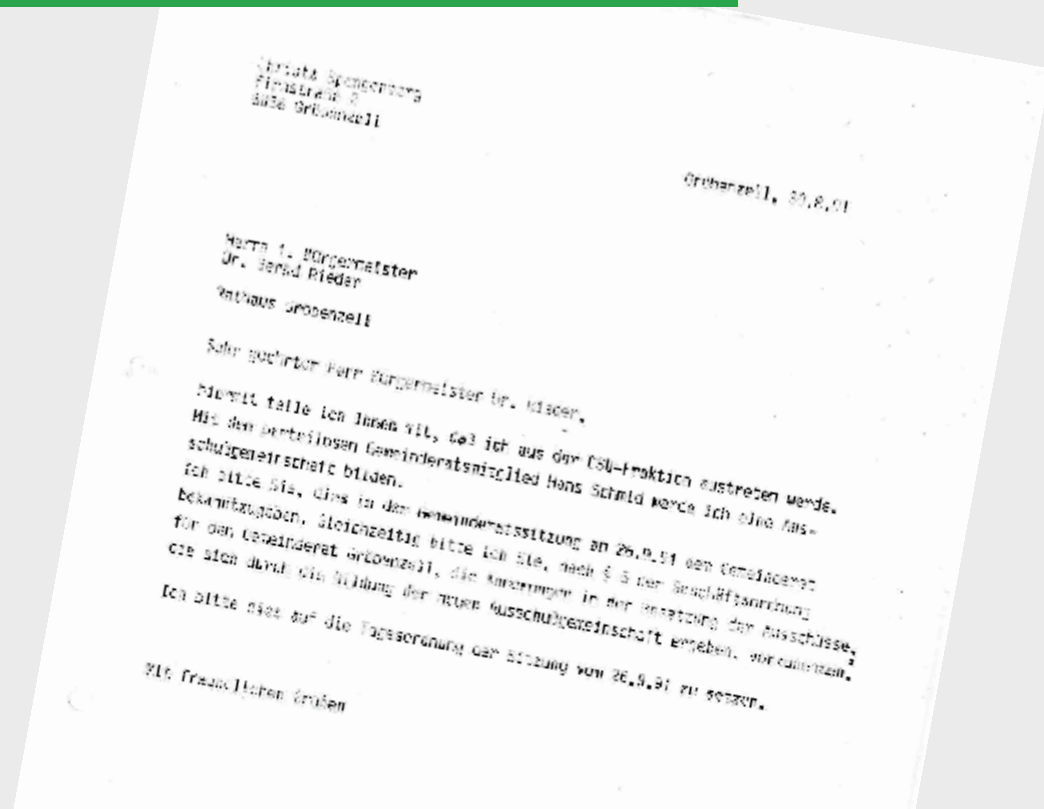 Gröbenzell
Gröbenzell,
Herrn 1. Bürgermeister
Dr. Bernd Rieder
Rathaus Gröbenzell
Sehr geehrter Herr Bürgermeister Dr. Rieder,
hiermit teile ich Ihnen mit, daß ich aus der CSU-Fraktion austreten werde.
Mit dem parteilosen Gemeinderatsmitglied Hans Schmid werde ich eine Aus-
schußgemeinschaft bilden.
Ich bitte Sie, dies in der Gemeinderatssitzung am 26.9.91 dem Gemeinderat
bekanntzugeben. Gleichzeitig bitte ich Sie, nach § der Geschäftsordnung
für den Gemeinderat Gröbenzell, die Änderungen in der Besetzung der Ausschüsse,
die sich durch die Bildung der neuen Ausschußgemeinschaft ergeben, vorzunehmen.
Ich bitte dies auf die Tagesordnung der Sitzung vom 26.9.91 zu setzen.
Mit freundlichen Grüßen